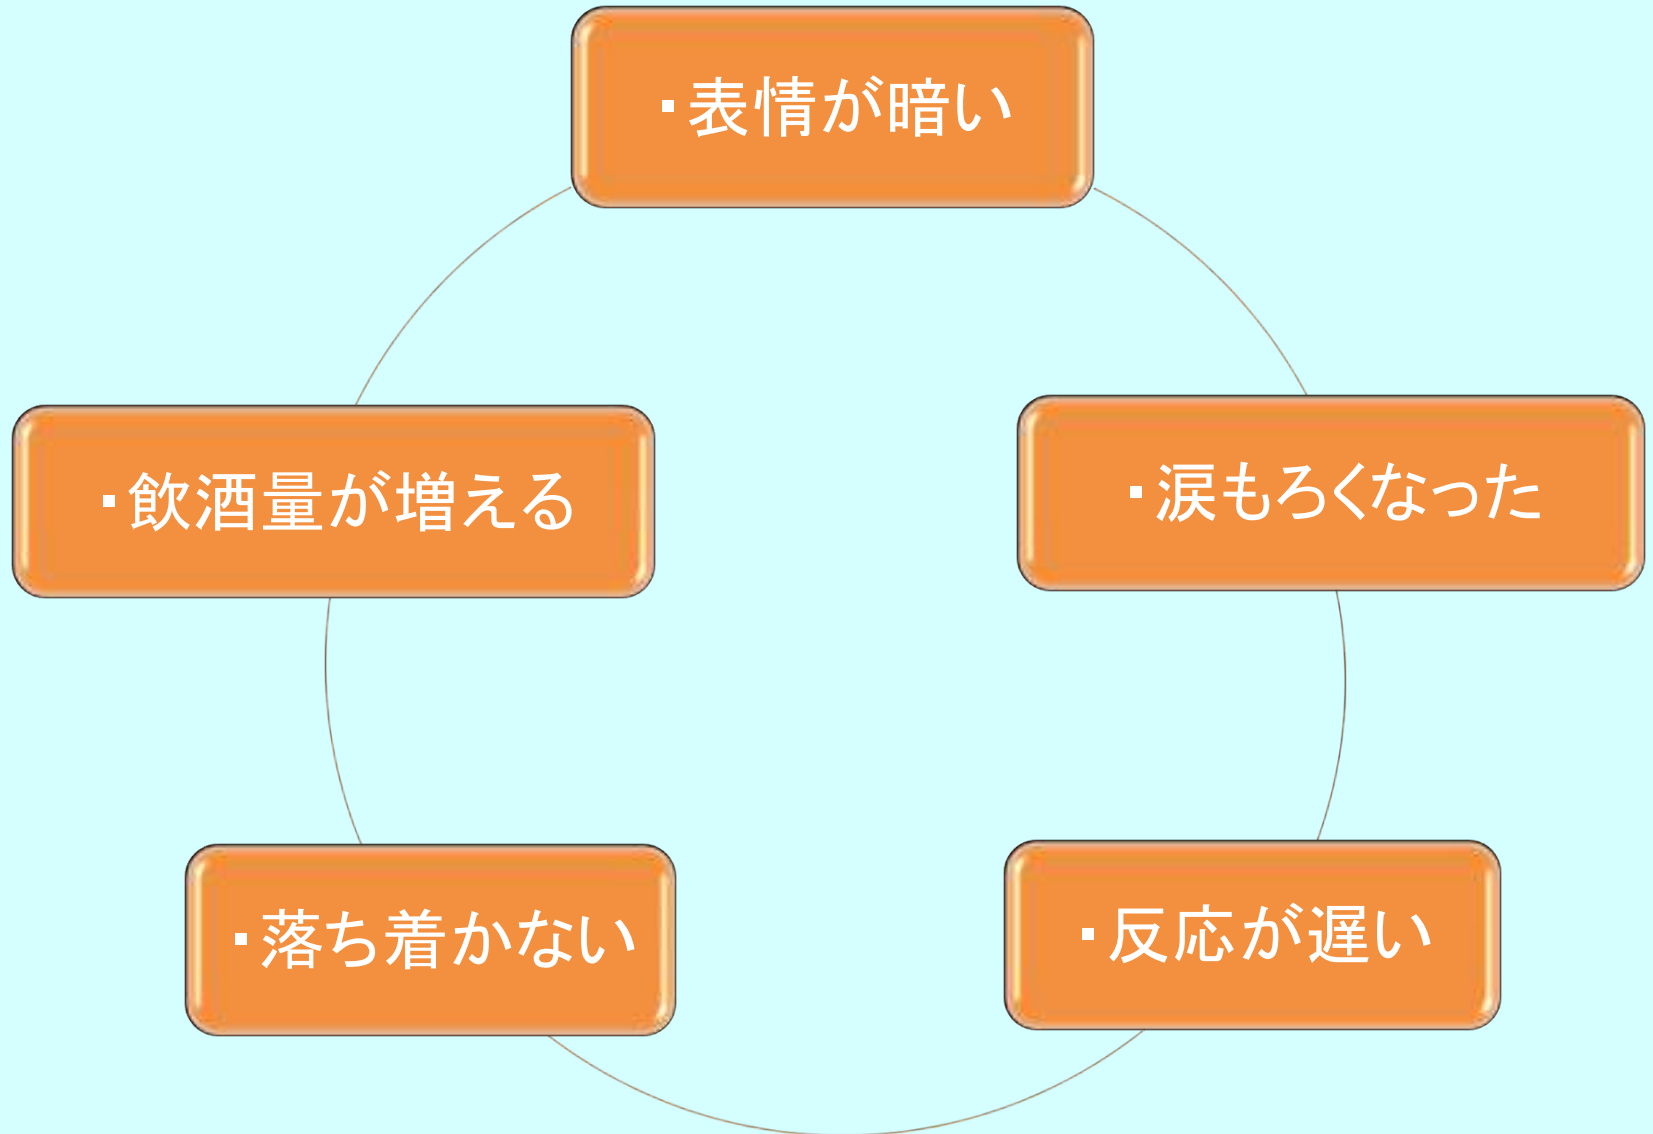 ・表情が暗い
・涙もろくなった
・反応が遅い
・落ち着かない
・飲酒量が増える